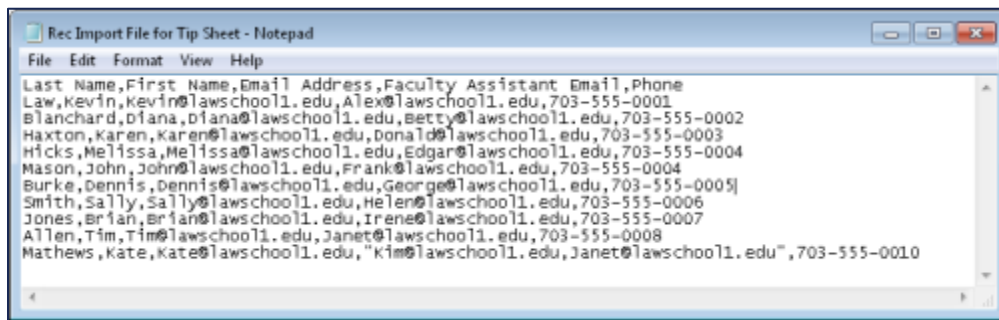 Rec Import File for Tip Sheet - Notepad
File Edit Format View Help
Last Name,First Name,Email Address,Faculty Assistant Email,Phone
Law,Kevin,Kevin@lawschool1.edu,Alex@lawschool1.edu,703-555-0001
Blanchard,Diana,Diana@lawschool1.edu,Betty@lawschool1.edu,703-555-0002
Haxton,Karen,Karen@lawschool1.edu,Donald@lawschool1.edu,703-555-0003
Hicks,Melissa,Melissa@lawschool1.edu,Edgar@lawschool1.edu,703-555-0004
Mason,John,John@lawschool1.edu,Frank@lawschool1.edu,703-555-0004
Burke,Dennis,Dennis@lawschool1.edu,George@lawschool1.edu,703-555-0005
Smith,Sally,Sally@lawschool1.edu,Helen@lawschool1.edu,703-555-0006
Jones,Brian,Brian@lawschool1.edu,Irene@lawschool1.edu,703-555-0007
Allen,Tim,Tim@lawschool1.edu,Janet@lawschool1.edu,703-555-0008
Mathews,Kate,Kate@lawschool1.edu,"Kim@lawschool1.edu,Janet@lawschool1.edu",703-555-0010